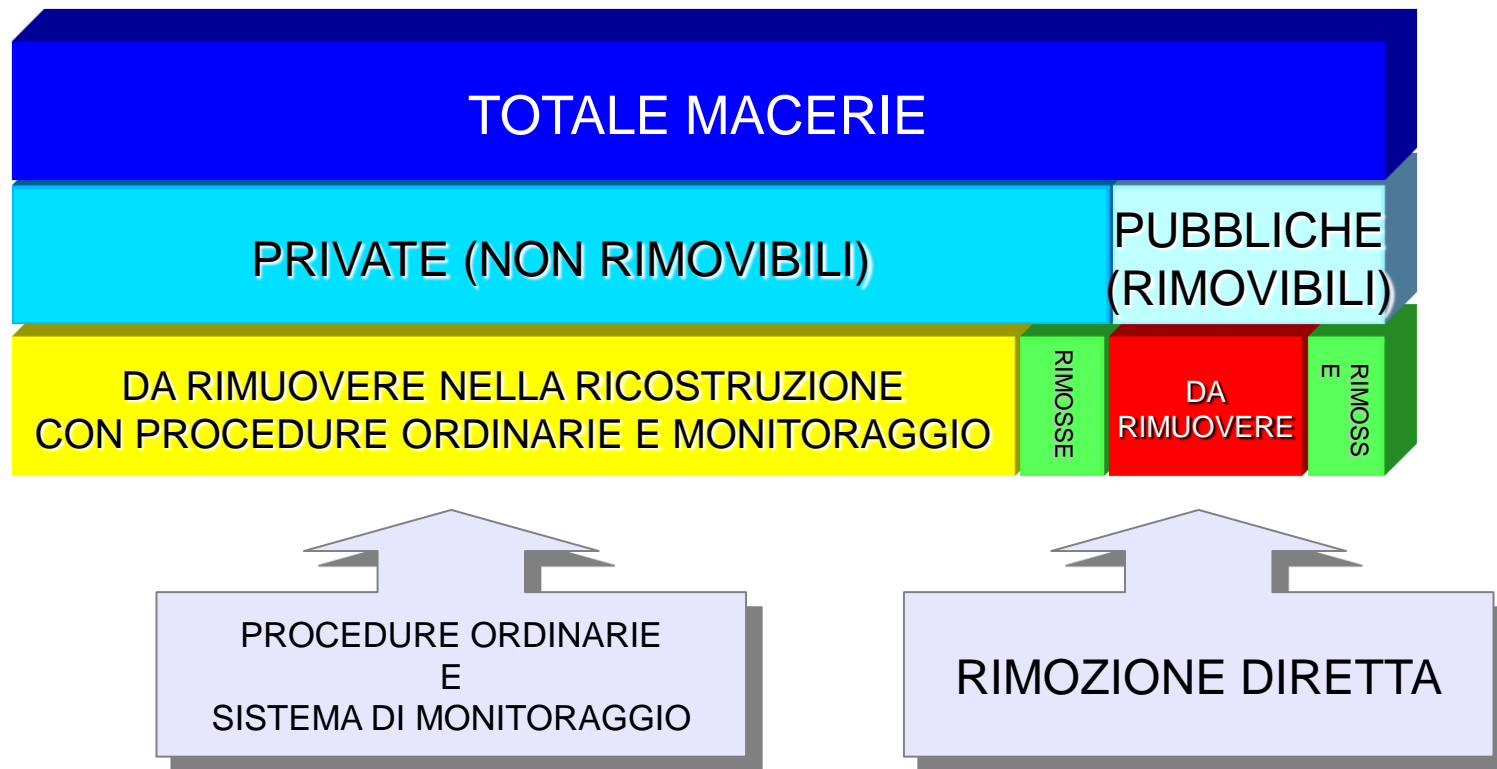 TOTALE MACERIE
PRIVATE (NON RIMOVIBILI)
PUBBLICHE
(RIMOVIBILI)
DA RIMUOVERE NELLA RICOSTRUZIONE
CON PROCEDURE ORDINARIE E MONITORAGGIO
RIMOSSE
DA
RIMUOVERE
RIMOSS
E
PROCEDURE ORDINARIE
E
SISTEMA DI MONITORAGGIO
RIMOZIONE DIRETTA